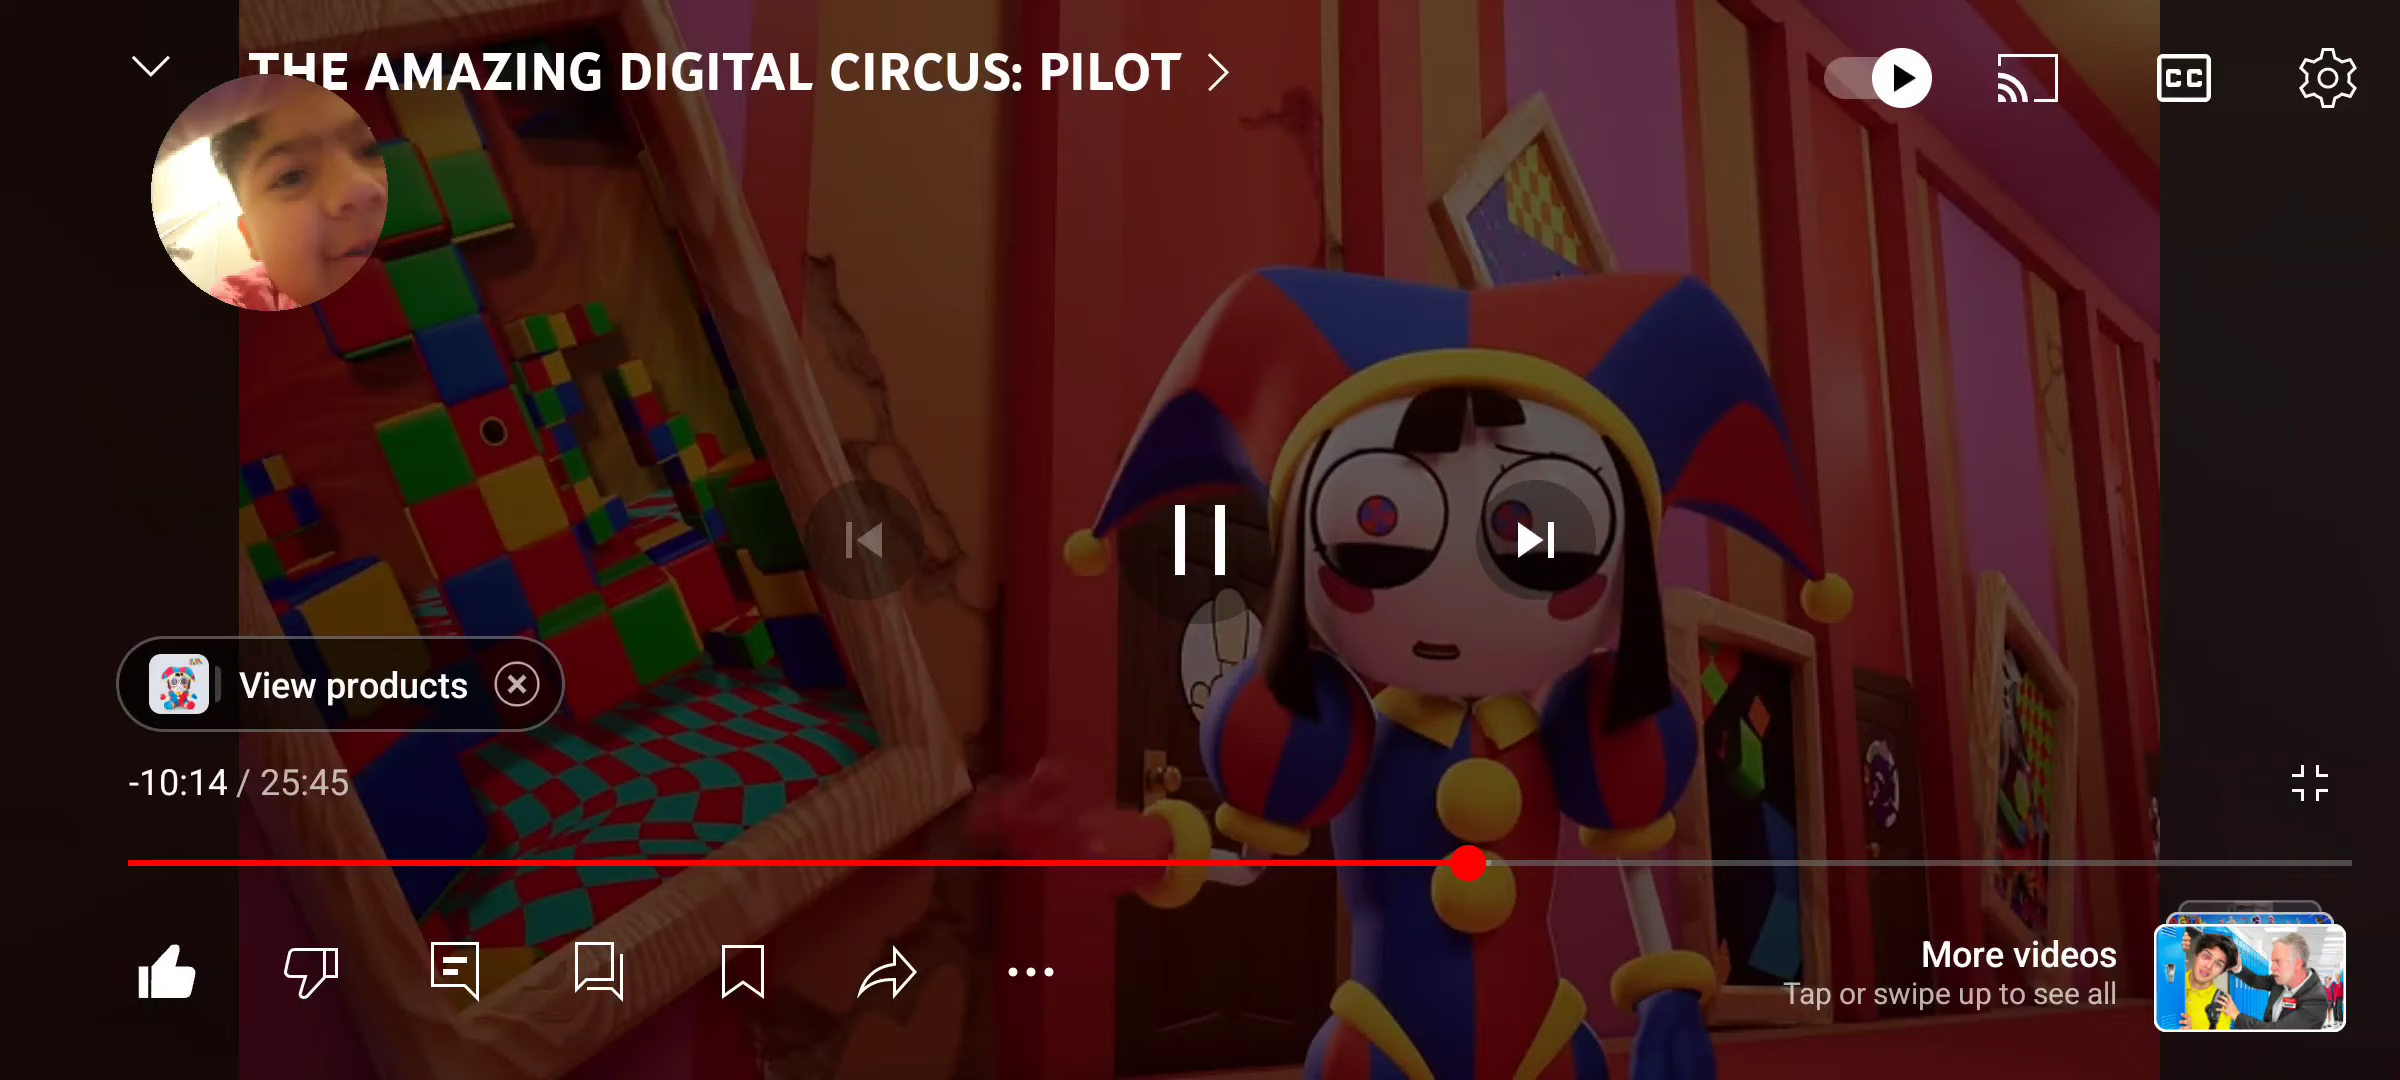 THE AMAZING DIGITAL CIRCUS: PILOT
CC
View products
-10:14 / 25:45
More videos
Tap or swipe up to see all